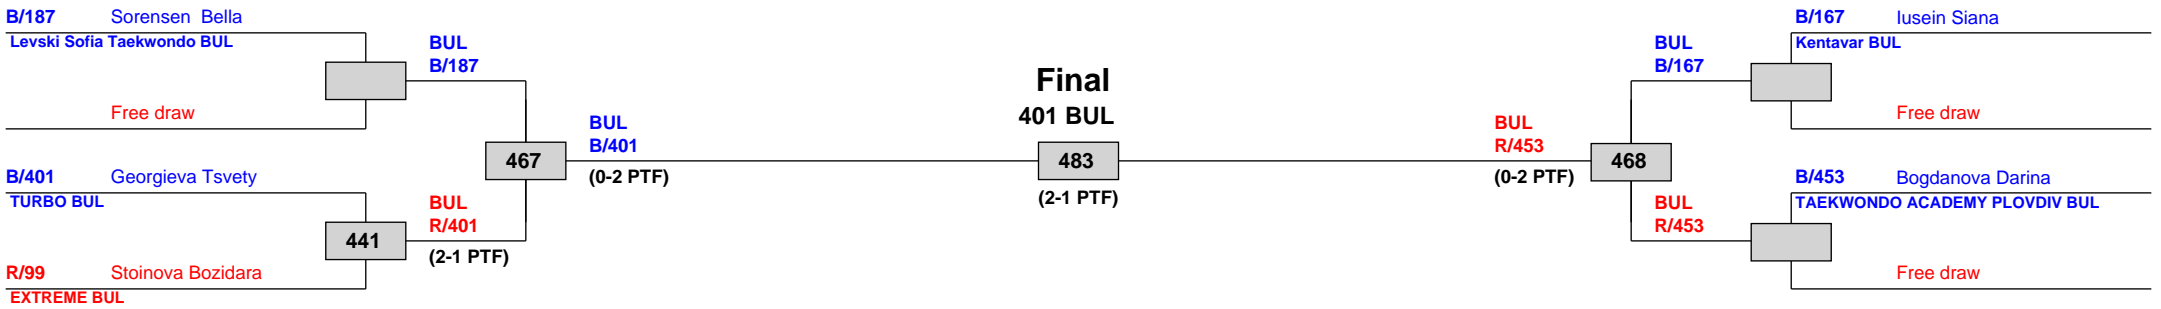 B/187 Sorensen Bella
Levski Sofia Taekwondo BUL
Free draw
BUL
B/187
B/401 Georgieva Tsvety
TURBO BUL
441
R/99 Stoinova Bozidara
EXTREME BUL
BUL
R/401
(2-1 PTF)
467
BUL
B/401
(0-2 PTF)
Final
401 BUL
483
(2-1 PTF)
BUL
R/453
(0-2 PTF)
468
BUL
B/167
BUL
R/453
B/167 Iusein Siana
Kentavar BUL
Free draw
B/453 Bogdanova Darina
TAEKWONDO ACADEMY PLOVDIV BUL
Free draw